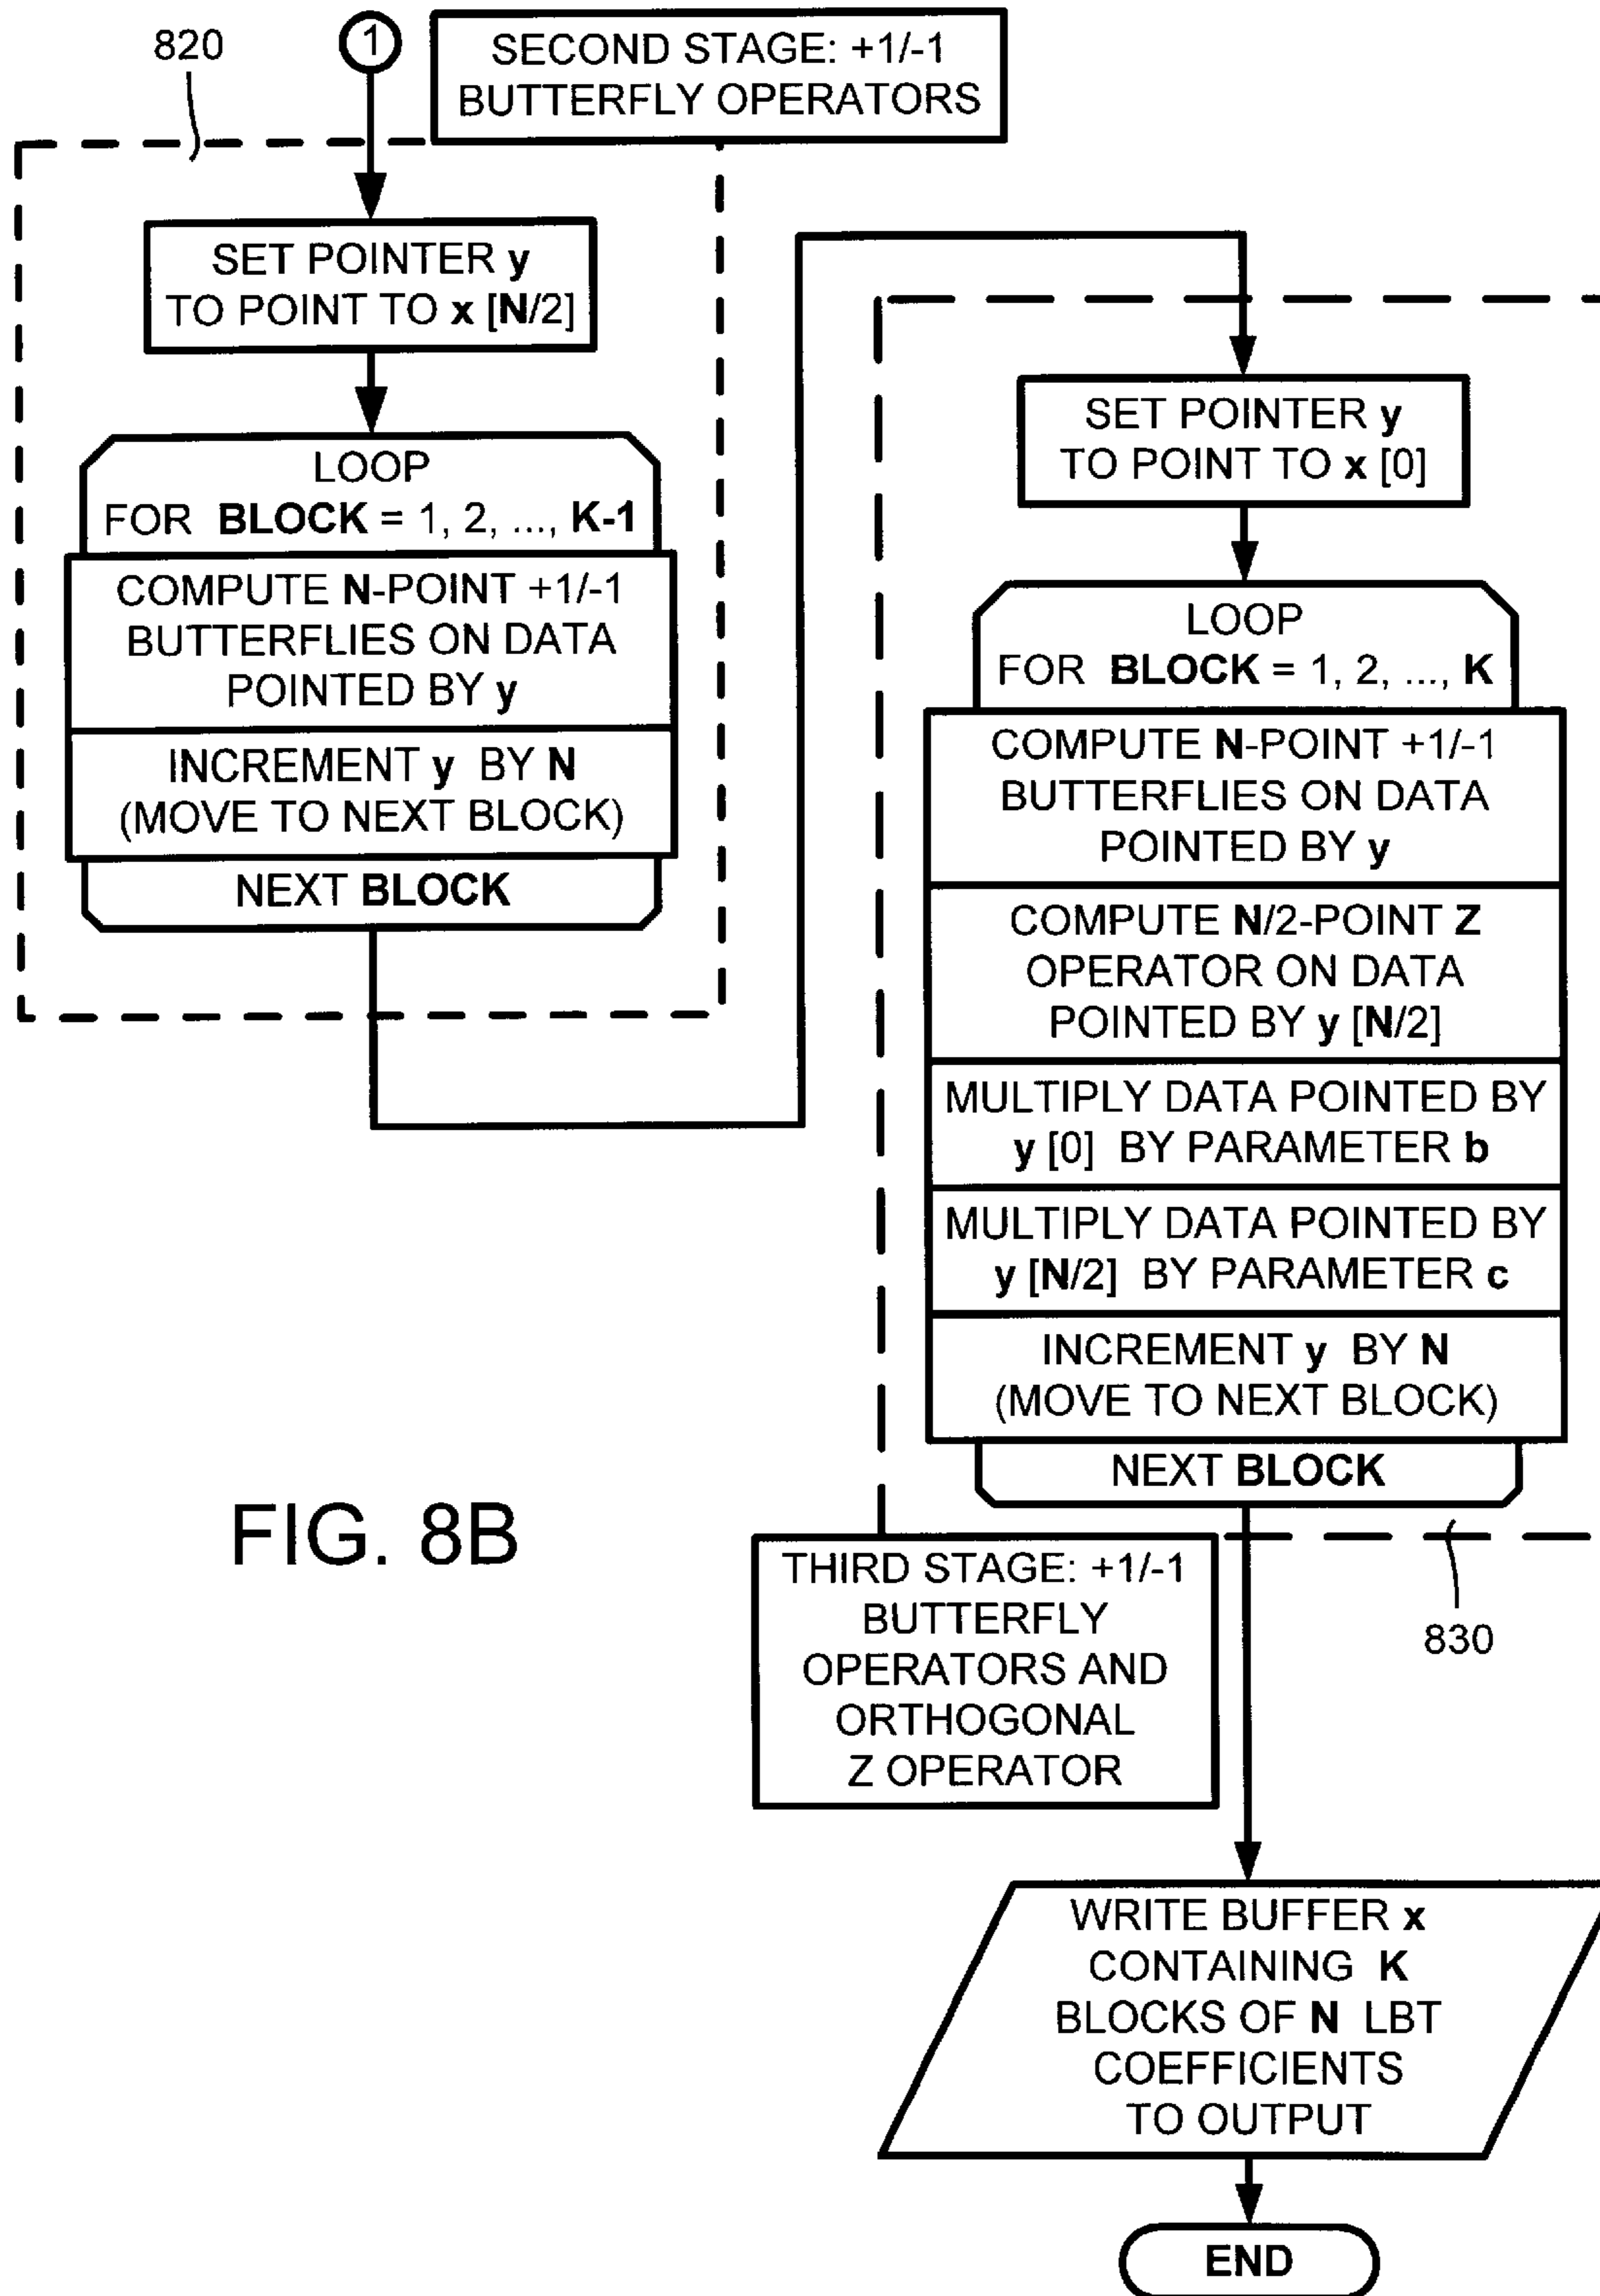 820
1
SECOND STAGE: +1/-1
BUTTERFLY OPERATORS
SET POINTER y
TO POINT TO x [N/2]
LOOP
FOR BLOCK = 1, 2, ..., K-1
COMPUTE N-POINT +1/-1
BUTTERFLIES ON DATA
POINTED BY y
INCREMENT y BY N
(MOVE TO NEXT BLOCK)
NEXT BLOCK
SET POINTER y
TO POINT TO x [0]
LOOP
FOR BLOCK = 1, 2, ..., K
COMPUTE N-POINT +1/-1
BUTTERFLIES ON DATA
POINTED BY y
COMPUTE N/2-POINT Z
OPERATOR ON DATA
POINTED BY y [N/2]
MULTIPLY DATA POINTED BY
y [0] BY PARAMETER b
MULTIPLY DATA POINTED BY
y [N/2] BY PARAMETER c
INCREMENT y BY N
(MOVE TO NEXT BLOCK)
NEXT BLOCK
FIG. 8B
THIRD STAGE: +1/-1
BUTTERFLY
OPERATORS AND
ORTHOGONAL
Z OPERATOR
830
WRITE BUFFER x
CONTAINING K
BLOCKS OF N LBT
COEFFICIENTS
TO OUTPUT
END